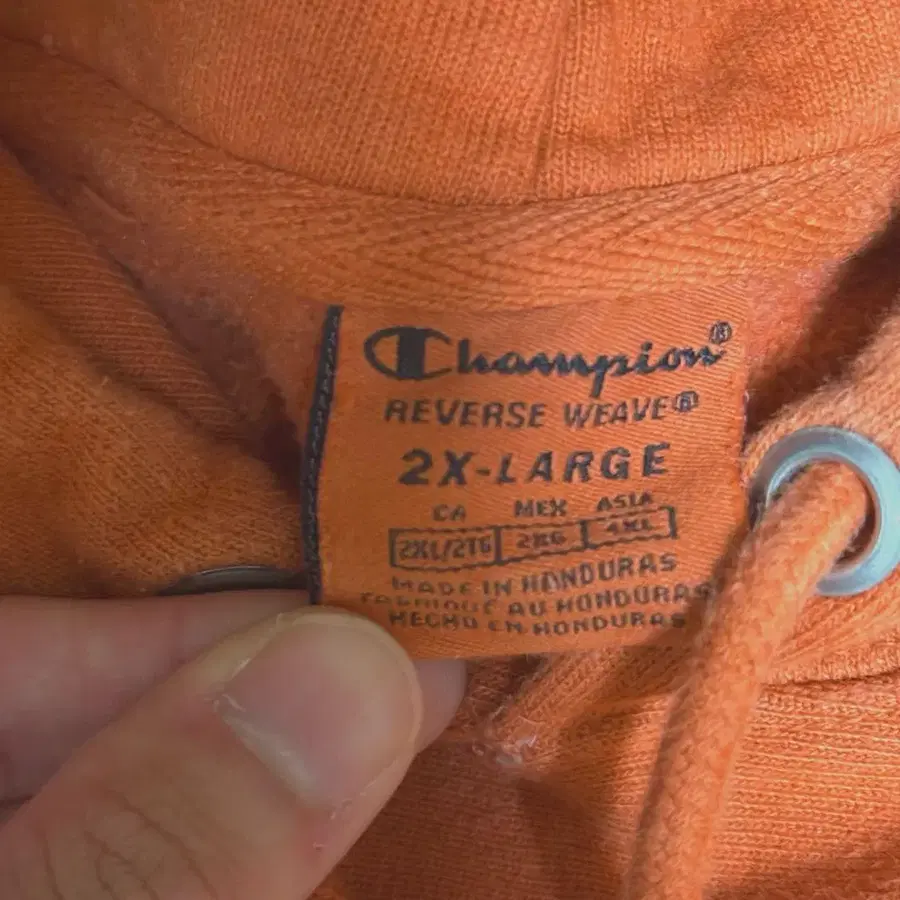 Champion®
REVERSE WEAVE®
2X-LARGE
CA MEX ASIA
2XL/2TG 2XG 4XL
MADE IN HONDURAS
FABRIQUÉ AU HONDURAS
HECHO EN HONDURAS